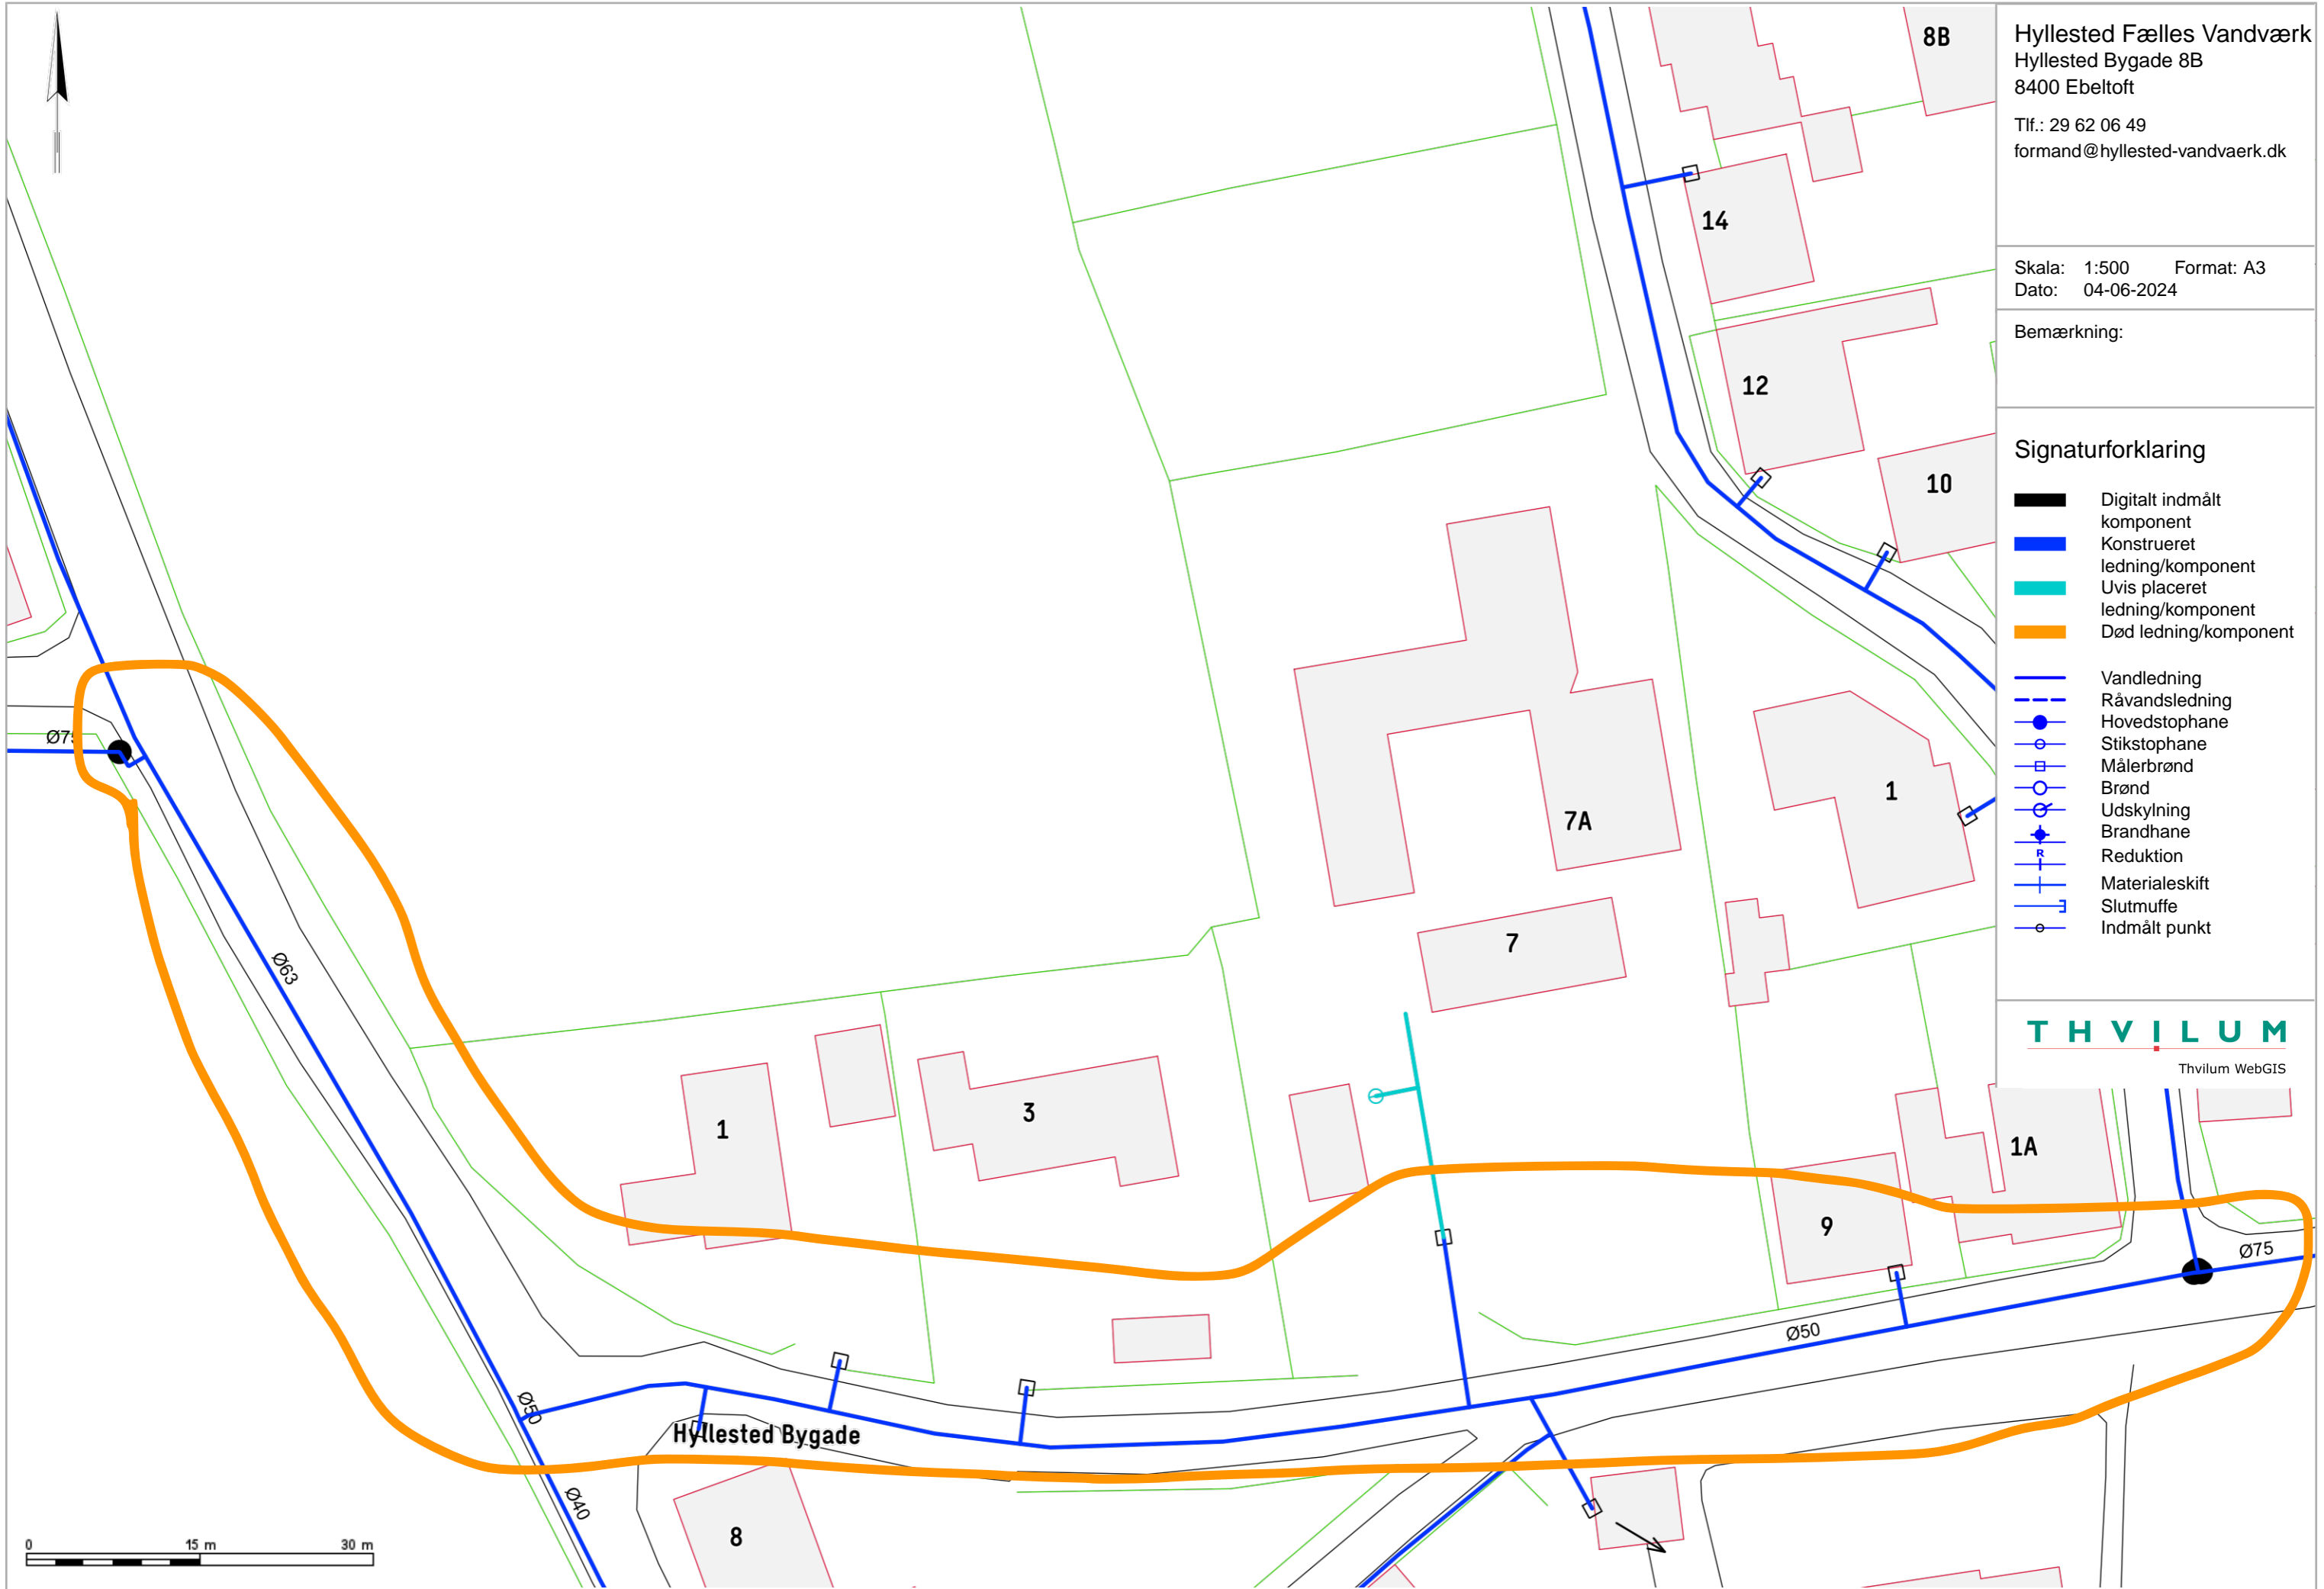 Hyllested Fælles Vandværk
Hyllested Bygade 8B
8400 Ebeltoft
Tlf.: 29 62 06 49
formand@hyllested-vandvaerk.dk
Skala: 1:500 Format: A3
Dato: 04-06-2024
Bemærkning:
Signaturforklaring
Digitalt indmålt
komponent
Konstrueret
ledning/komponent
Uvis placeret
ledning/komponent
Død ledning/komponent
Vandledning
Råvandsledning
Hovedstophane
Stikstophane
Målerbrønd
Brønd
Udskylning
Brandhane
R
Reduktion
Materialeskift
Slutmuffe
Indmålt punkt
THVILUM
Thvilum WebGIS
8B
14
12
10
1
7A
7
Ø75
Ø63
1
3
1A
9
Ø75
Ø50
Ø50
Hyllested Bygade
Ø40
8
0 15 m 30 m